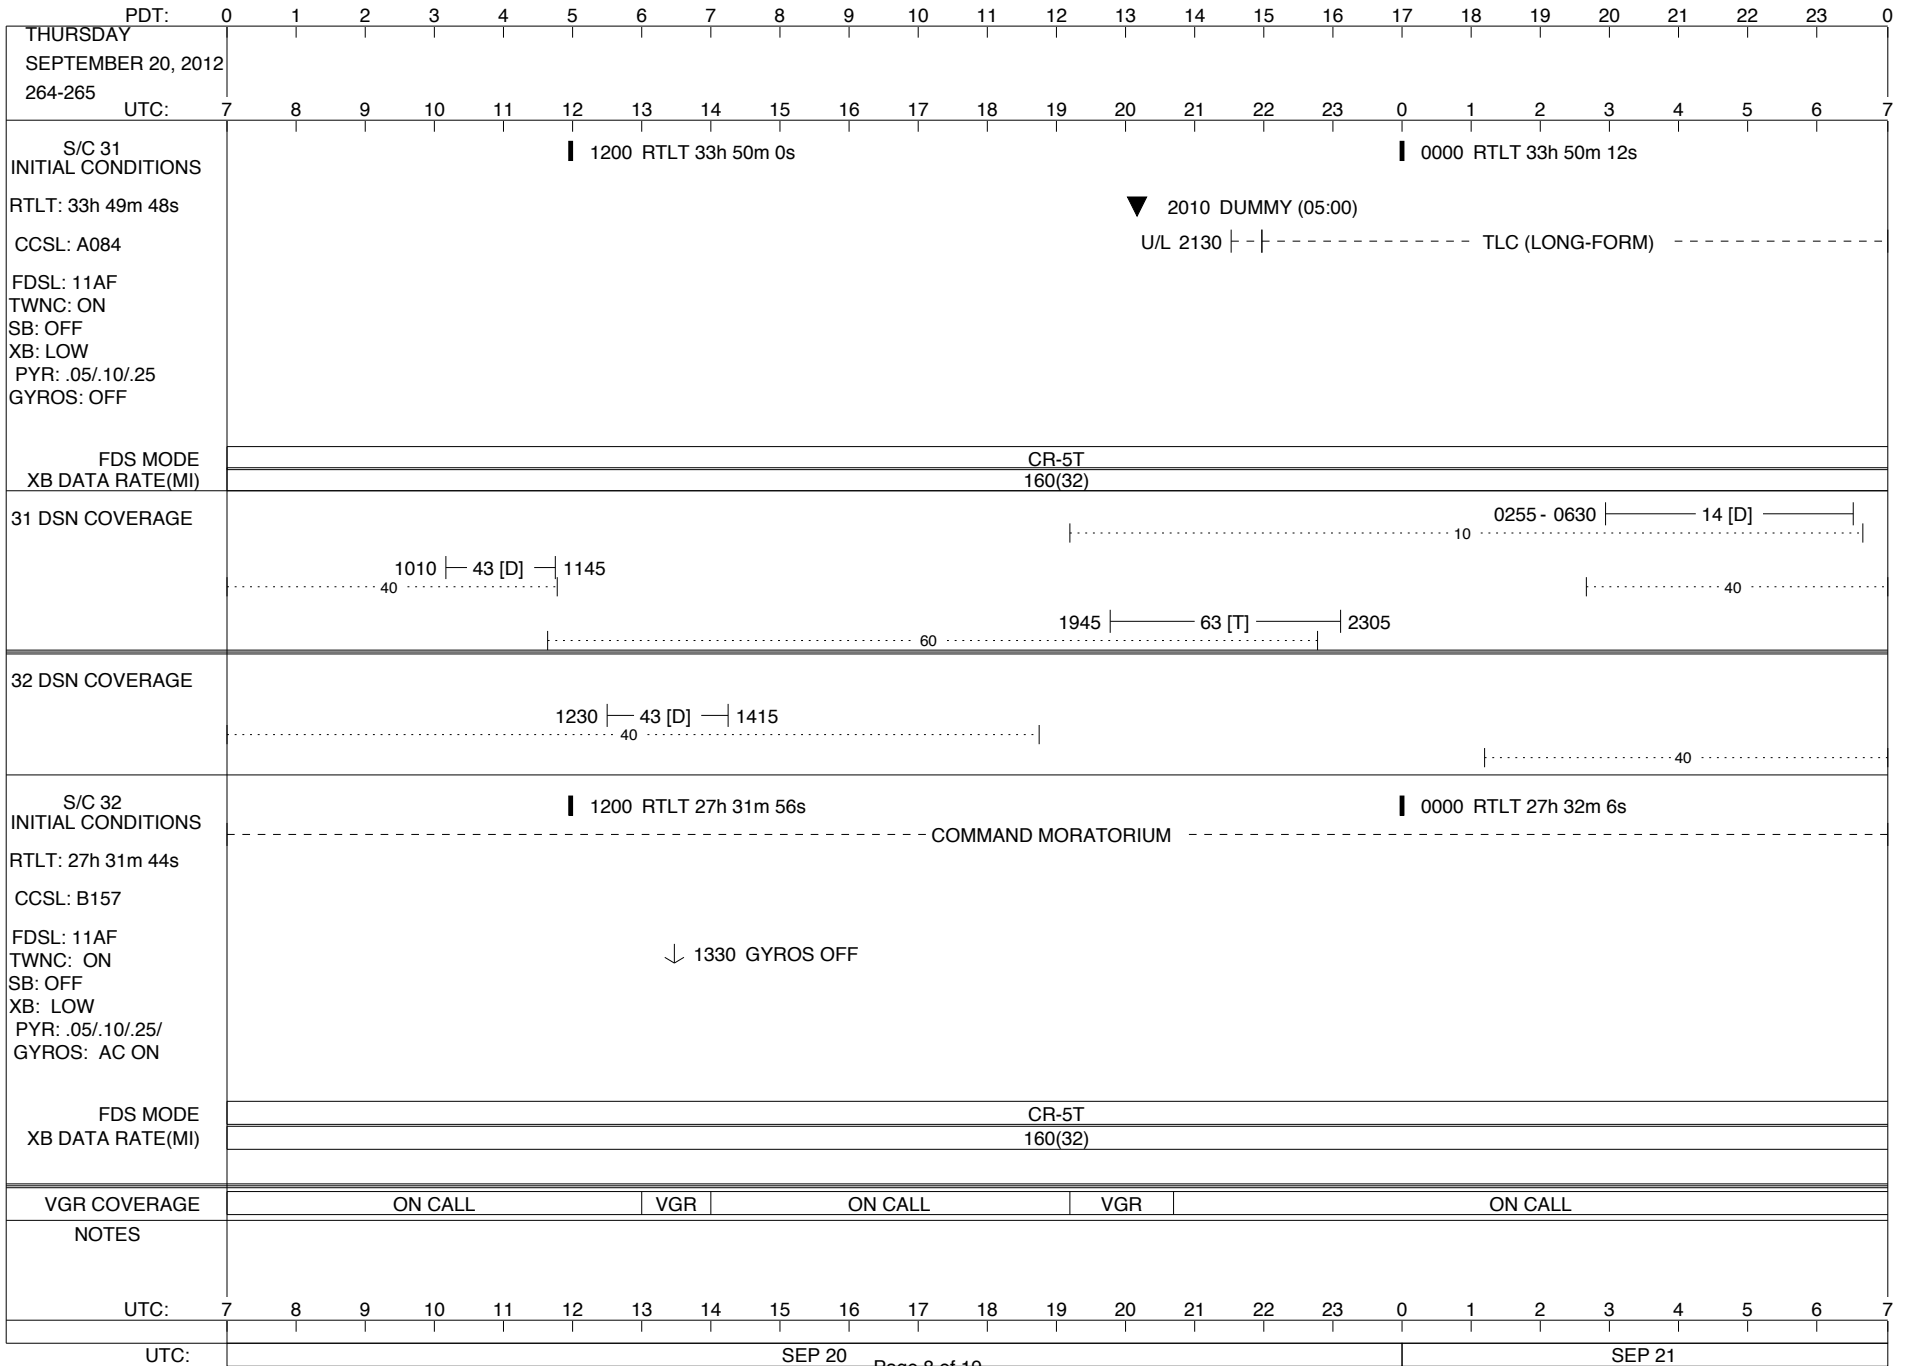 PDT: 0 1 2 3 4 5 6 7 8 9 10 11 12 13 14 15 16 17 18 19 20 21 22 23 0
THURSDAY
SEPTEMBER 20, 2012
264-265
UTC: 7 8 9 10 11 12 13 14 15 16 17 18 19 20 21 22 23 0 1 2 3 4 5 6 7
S/C 31
INITIAL CONDITIONS
1200 RTLT 33h 50m 0s
0000 RTLT 33h 50m 12s
RTLT: 33h 49m 48s
2010 DUMMY (05:00)
CCSL: A084
U/L 2130
TLC (LONG-FORM)
FDSL: 11AF
TWNC: ON
SB: OFF
XB: LOW
PYR: .05/.10/.25
GYROS: OFF
FDS MODE
CR-5T
XB DATA RATE(MI)
160(32)
31 DSN COVERAGE
0255 - 0630
14 [D]
10
1010
43 [D]
1145
40
40
1945
63 [T]
2305
60
32 DSN COVERAGE
1230
43 [D]
1415
40
40
S/C 32
INITIAL CONDITIONS
1200 RTLT 27h 31m 56s
0000 RTLT 27h 32m 6s
COMMAND MORATORIUM
RTLT: 27h 31m 44s
CCSL: B157
FDSL: 11AF
TWNC: ON
1330 GYROS OFF
SB: OFF
XB: LOW
PYR: .05/.10/.25/
GYROS: AC ON
FDS MODE
CR-5T
XB DATA RATE(MI)
160(32)
VGR COVERAGE
ON CALL
VGR
ON CALL
VGR
ON CALL
NOTES
UTC: 7 8 9 10 11 12 13 14 15 16 17 18 19 20 21 22 23 0 1 2 3 4 5 6 7
UTC:
SEP 20
SEP 21
Page 8 of 19